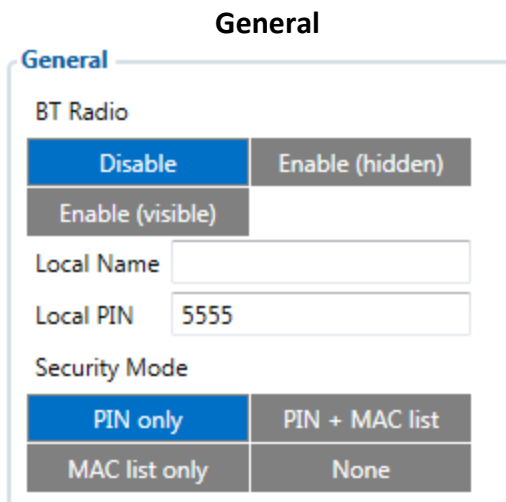 General
General
BT Radio
Disable Enable (hidden)
Enable (visible)
Local Name
Local PIN 5555
Security Mode
PIN only PIN + MAC list
MAC list only None